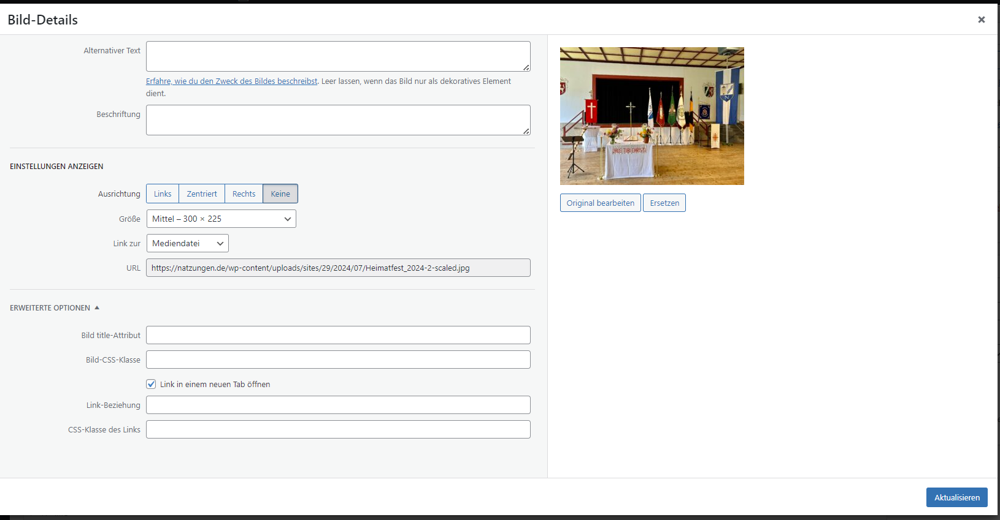 Bild-Details
Alternativer Text
Erfahre, wie du den Zweck des Bildes beschreibst. Leer lassen, wenn das Bild nur als dekoratives Element
dient.
Beschriftung
EINSTELLUNGEN ANZEIGEN
Ausrichtung Links Zentriert Rechts Keine
Größe Mittel – 300 × 225
Link zur Mediendatei
URL https://natzungen.de/wp-content/uploads/sites/29/2024/07/Heimatfest_2024-2-scaled.jpg
ERWEITERTE OPTIONEN
Bild title-Attribut
Bild-CSS-Klasse
Link in einem neuen Tab öffnen
Link-Beziehung
CSS-Klasse des Links
N
TIBI CHRISTE
Original bearbeiten Ersetzen
Aktualisieren